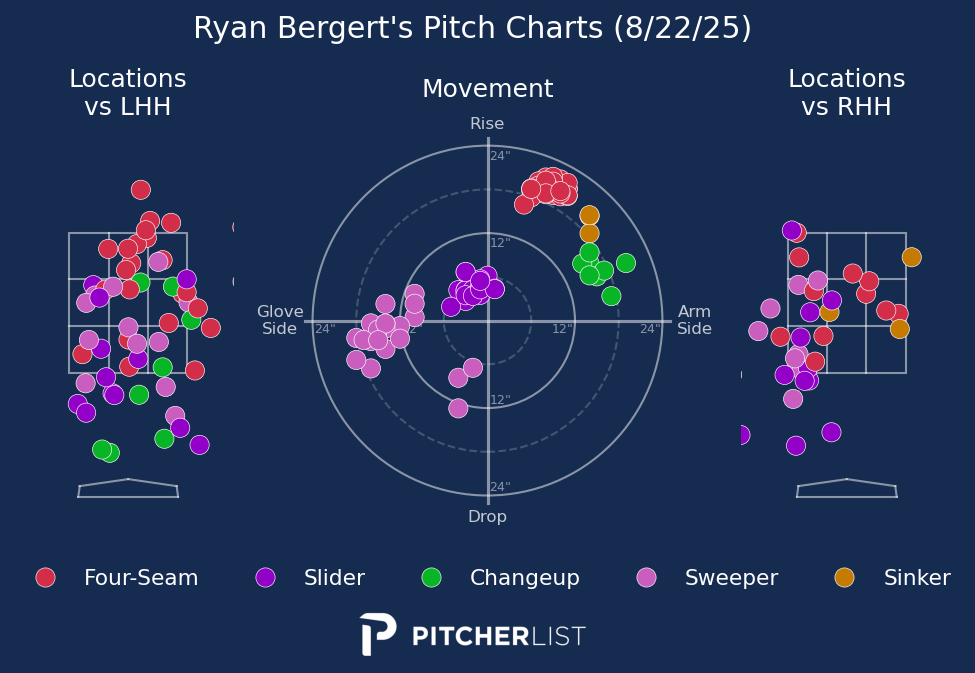 Ryan Bergert's Pitch Charts (8/22/25)
Locations
vs LHH
Movement
Locations
vs RHH
Rise
24"
12"
Glove
Side
24"
12"
24"
Arm
Side
12"
24"
Drop
Four-Seam
Slider
Changeup
Sweeper
Sinker
PITCHERLIST